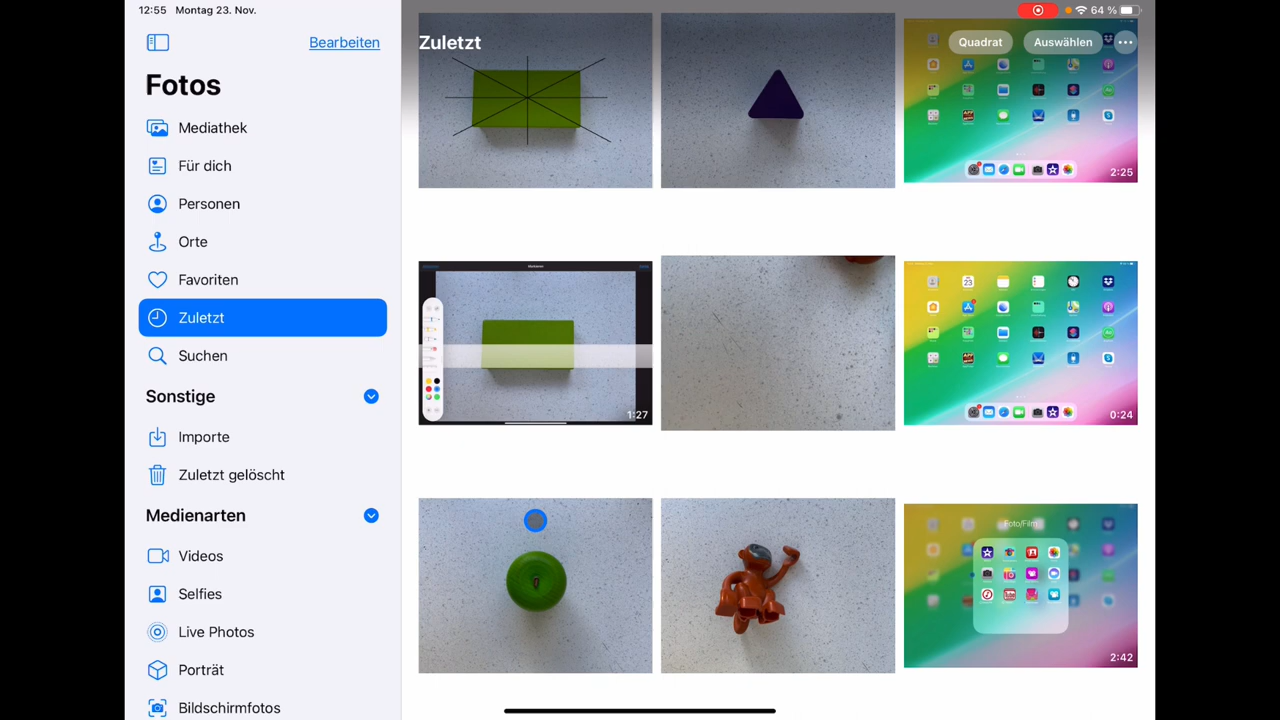 12:55 Montag 23. Nov.
64 %
Bearbeiten
Fotos
Mediathek
Für dich
Personen
Orte
Favoriten
Zuletzt
Suchen
Sonstige
Importe
Zuletzt gelöscht
Medienarten
Videos
Selfies
Live Photos
Porträt
Bildschirmfotos
Zuletzt
Quadrat
Auswählen
2:25
1:27
0:24
Foto/Film
2:42